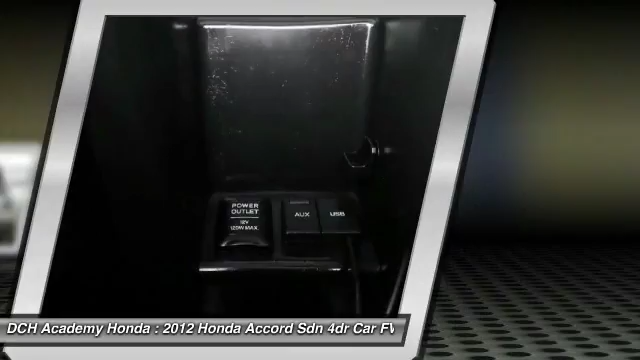 POWER
OUTLET
12V
120W MAX.
AUX
USB
DCH Academy Honda : 2012 Honda Accord Sdn 4dr Car